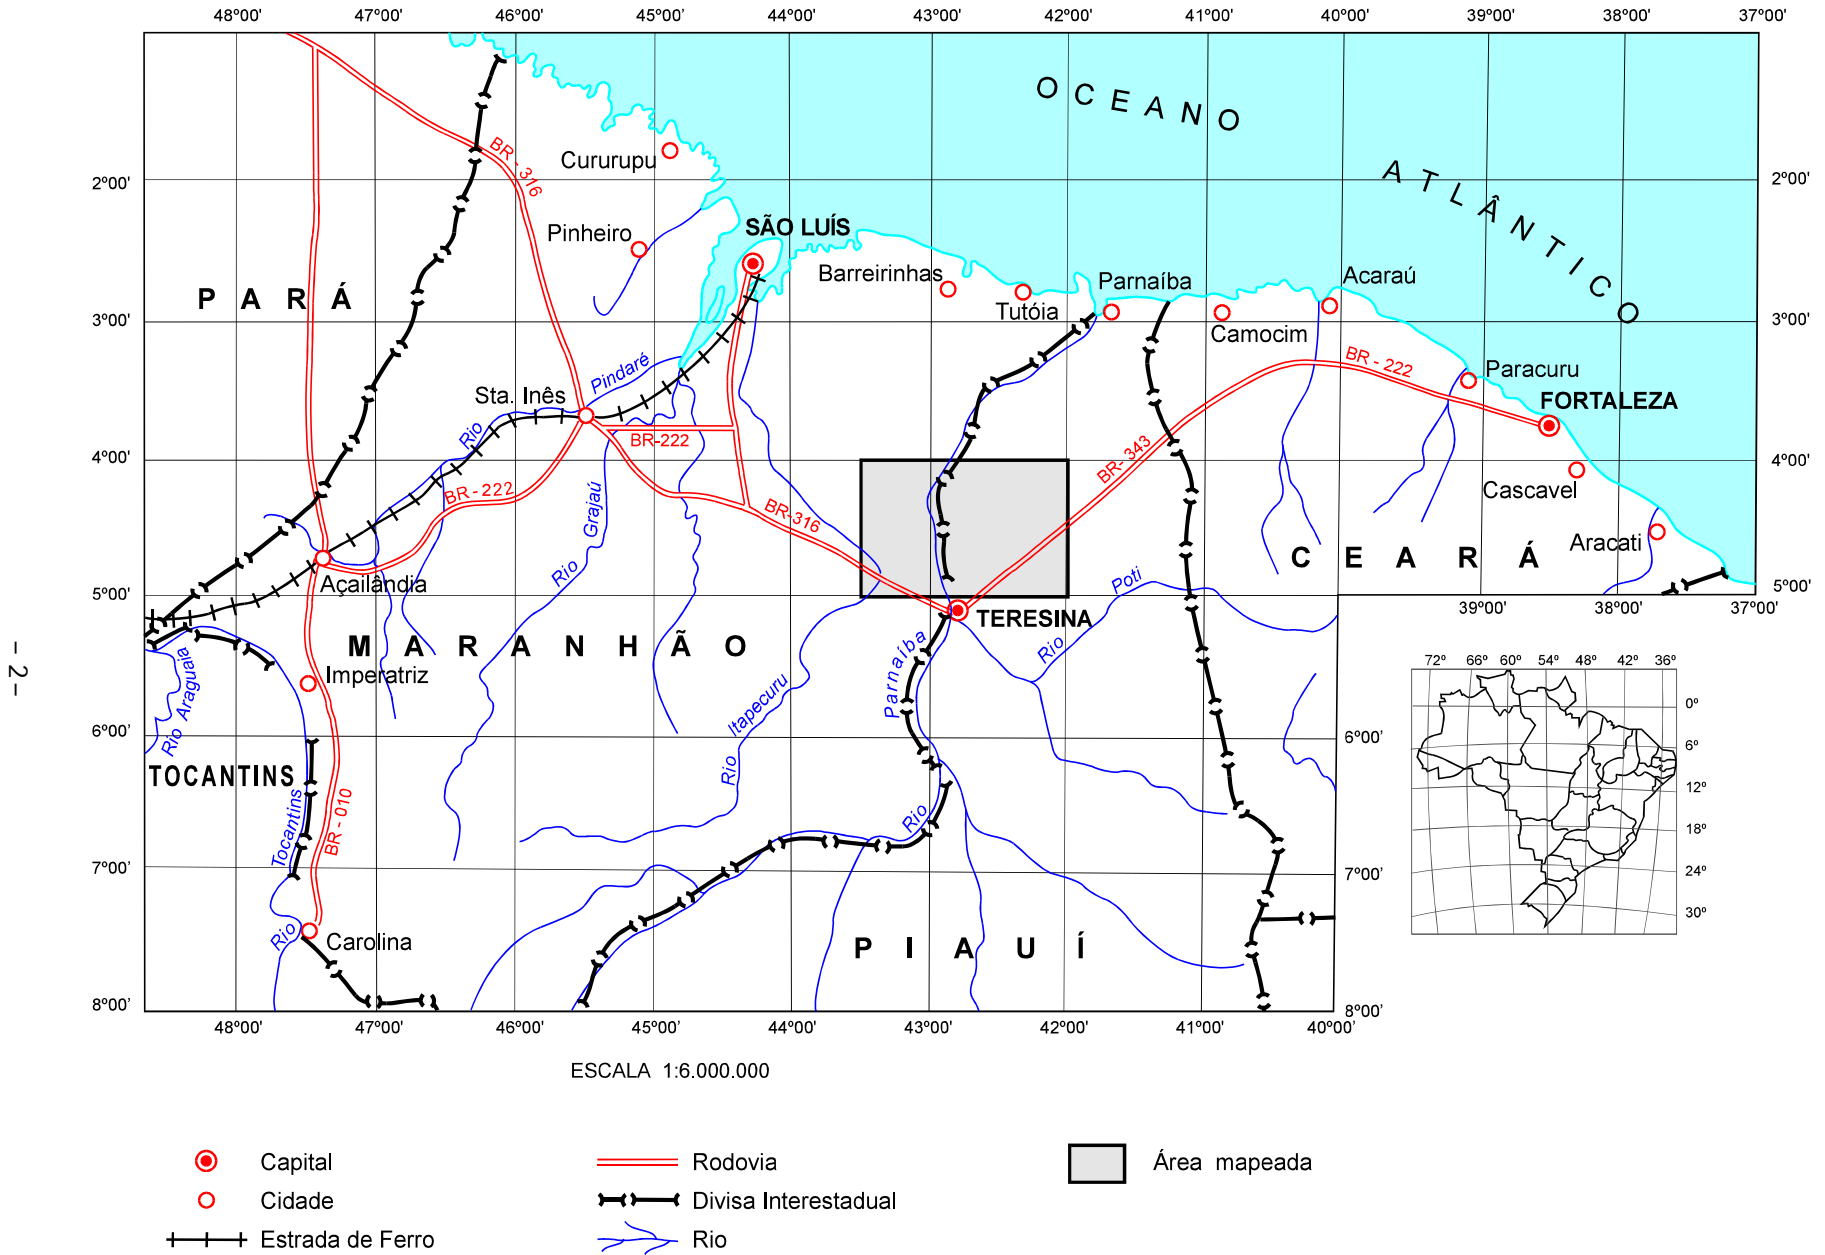 48°00' 47°00' 46°00' 45°00' 44°00' 43°00' 42°00' 41°00' 40°00' 39°00' 38°00' 37°00'
OCEANO
ATLÂNTICO
BR - 316
Cururupu
2°00' 2°00'
Pinheiro
SÃO LUÍS
Barreirinhas
Tutóia
Parnaíba
Acaraú
Camocim
PARÁ
3°00' 3°00'
BR - 222
Paracuru
FORTALEZA
Pindaré
Sta. Inês
Rio
BR-222
BR- 343
4°00' 4°00'
Cascavel
BR - 222
Grajaú
BR-316
Aracati
CEARÁ
Rio
Açailândia
Poti
5°00' 5°00'
39°00' 38°00' 37°00'
TERESINA
MARANHÃO
Rio
Parnaíba
Imperatriz
Rio Araguaia
Itapecuru
6°00' 6°00'
TOCANTINS
Rio
Tocantins
BR - 010
Rio
7°00' 7°00'
Rio
Carolina
PIAUÍ
8°00' 8°00'
48°00' 47°00' 46°00' 45°00' 44°00' 43°00' 42°00' 41°00' 40°00'
72° 66° 60° 54° 48° 42° 36°
0°
6°
12°
18°
24°
30°
– 2 –
ESCALA 1:6.000.000
Capital
Rodovia
Área mapeada
Cidade
Divisa Interestadual
Estrada de Ferro
Rio